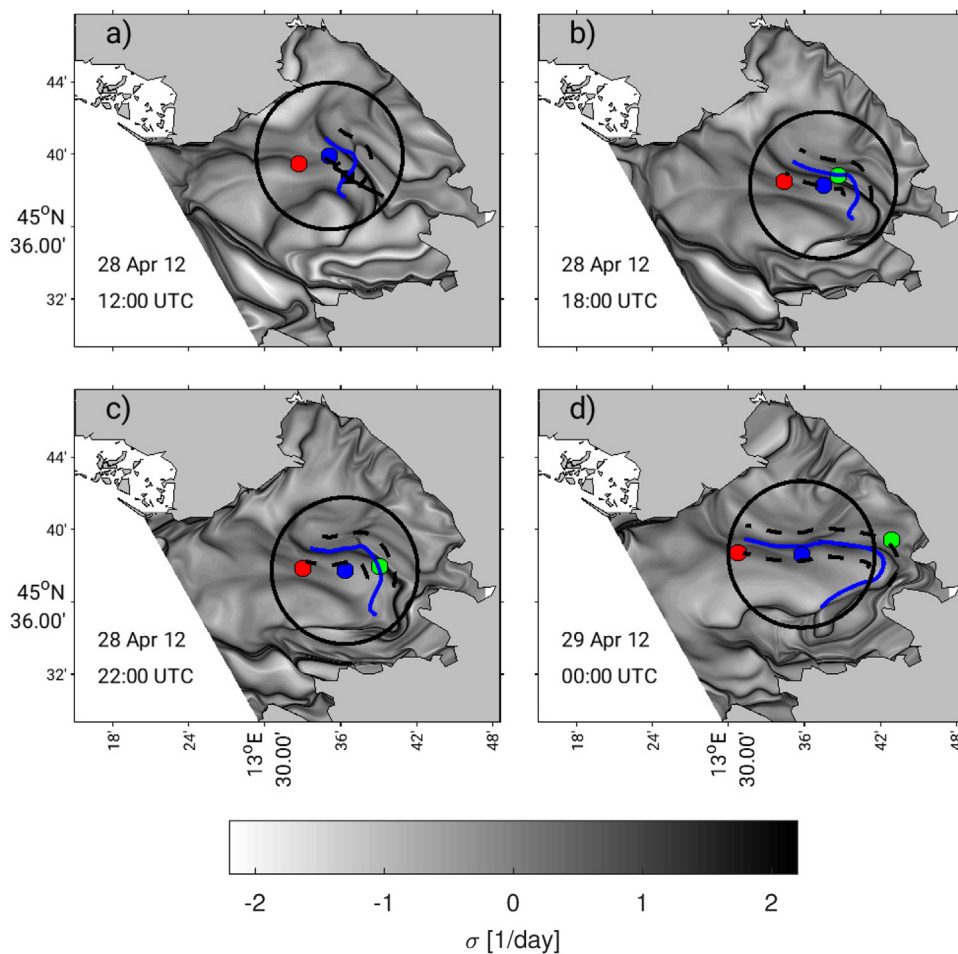 a)
44'
40'
45°N
36.00'
32'
28 Apr 12
12:00 UTC
b)
28 Apr 12
18:00 UTC
c)
44'
40'
45°N
36.00'
32'
28 Apr 12
22:00 UTC
d)
29 Apr 12
00:00 UTC
18'
24'
13°E
30.00'
36'
42'
48'
24'
13°E
30.00'
36'
42'
48'
-2
-1
0
1
2
σ [1/day]